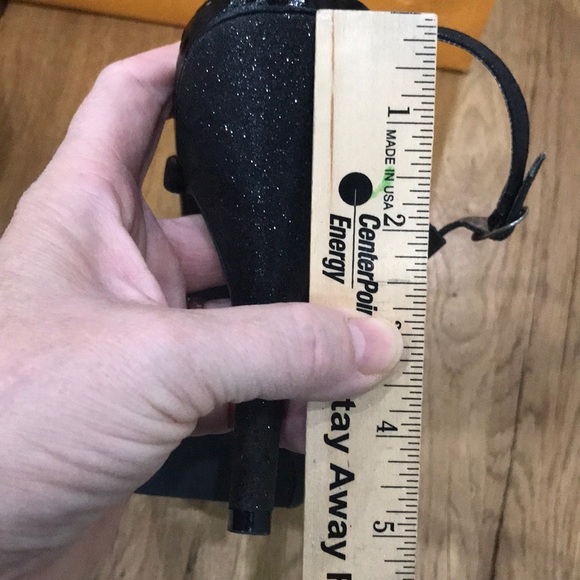 1
MADE IN USA
2
CenterPoi
Energy
4
tay Away
5